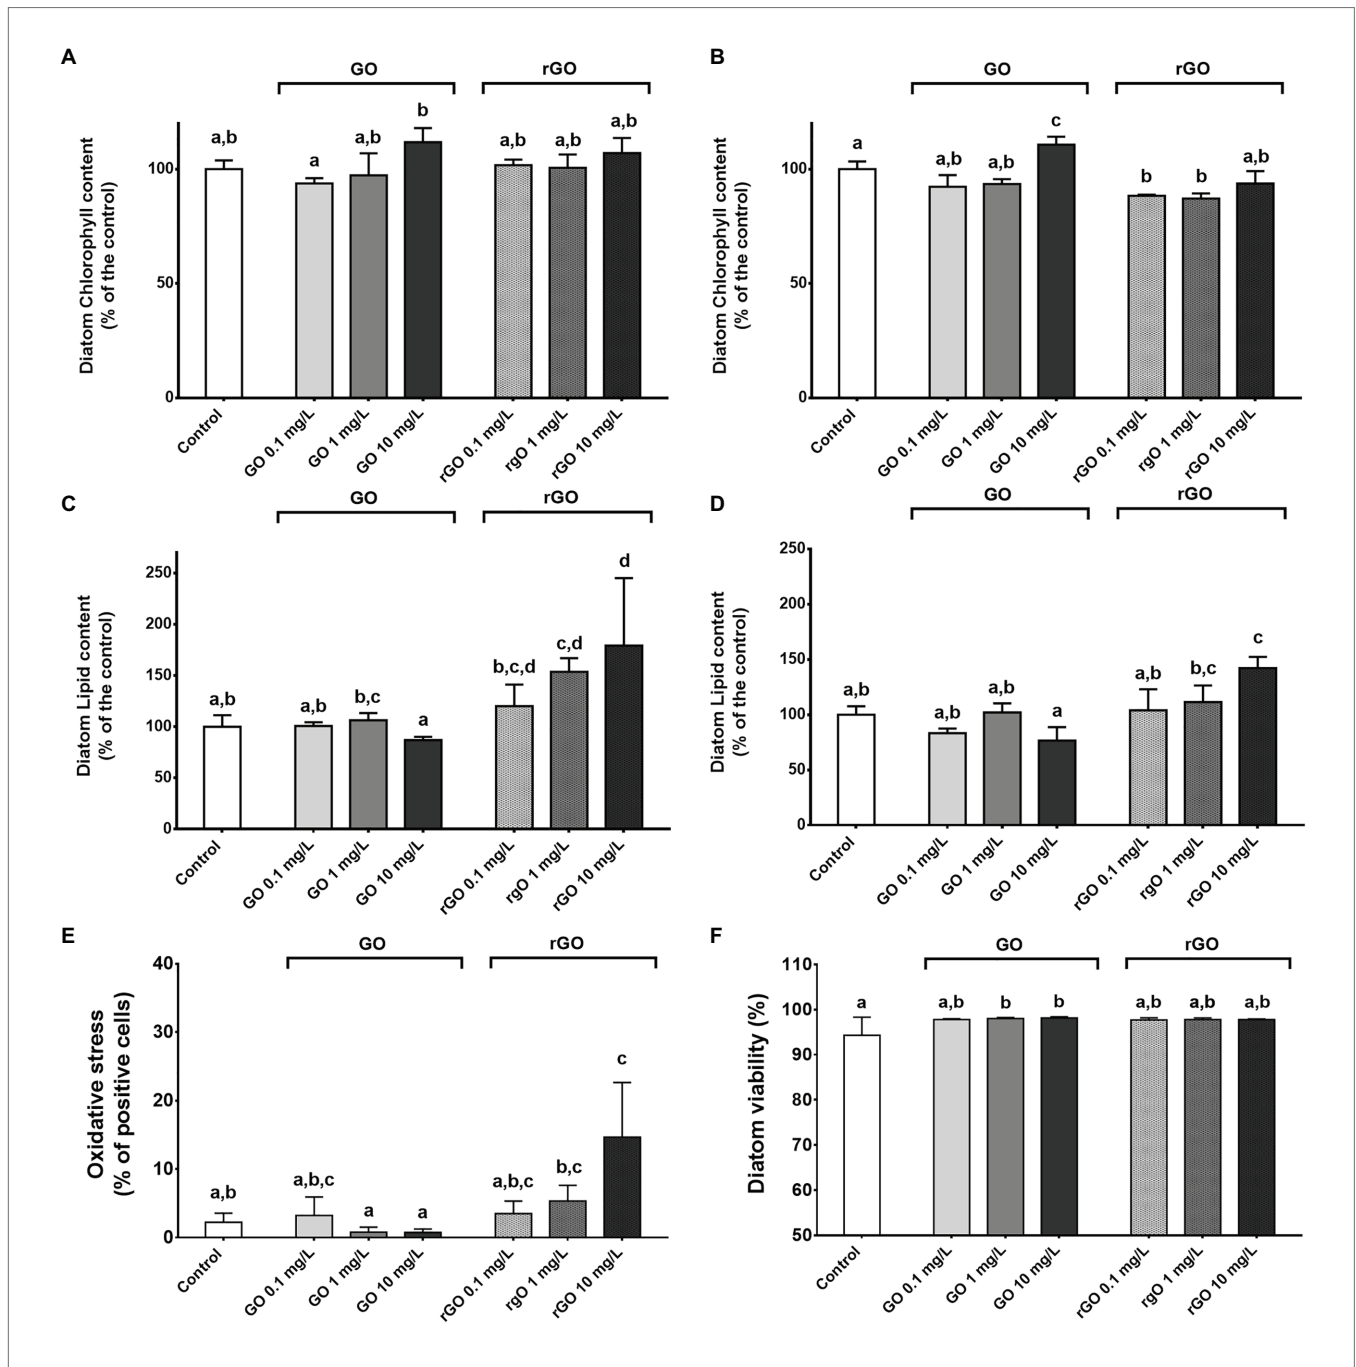 A
GO
rGO
Diatom Chlorophyll content
(% of the control)
100
50
0
a,b
a
a,b
b
a,b
a,b
a,b
Control
GO 0.1 mg/L
GO 1 mg/L
GO 10 mg/L
rGO 0.1 mg/L
rgO 1 mg/L
rGO 10 mg/L
B
GO
rGO
Diatom Chlorophyll content
(% of the control)
100
50
0
a
a,b
a,b
c
b
b
a,b
Control
GO 0.1 mg/L
GO 1 mg/L
GO 10 mg/L
rGO 0.1 mg/L
rgO 1 mg/L
rGO 10 mg/L
C
GO
rGO
Diatom Lipid content
(% of the control)
250
200
150
100
50
0
a,b
a,b
b,c
a
b,c,d
c,d
d
Control
GO 0.1 mg/L
GO 1 mg/L
GO 10 mg/L
rGO 0.1 mg/L
rgO 1 mg/L
rGO 10 mg/L
D
GO
rGO
Diatom Lipid content
(% of the control)
250
200
150
100
50
0
a,b
a,b
a,b
a
a,b
b,c
c
Control
GO 0.1 mg/L
GO 1 mg/L
GO 10 mg/L
rGO 0.1 mg/L
rgO 1 mg/L
rGO 10 mg/L
E
GO
rGO
Oxidative stress
(% of positive cells)
40
30
20
10
0
a,b
a,b,c
a
a
a,b,c
b,c
c
Control
GO 0.1 mg/L
GO 1 mg/L
GO 10 mg/L
rGO 0.1 mg/L
rgO 1 mg/L
rGO 10 mg/L
F
GO
rGO
Diatom viability (%)
110
100
90
80
70
60
50
a
a,b
b
b
a,b
a,b
a,b
Control
GO 0.1 mg/L
GO 1 mg/L
GO 10 mg/L
rGO 0.1 mg/L
rgO 1 mg/L
rGO 10 mg/L